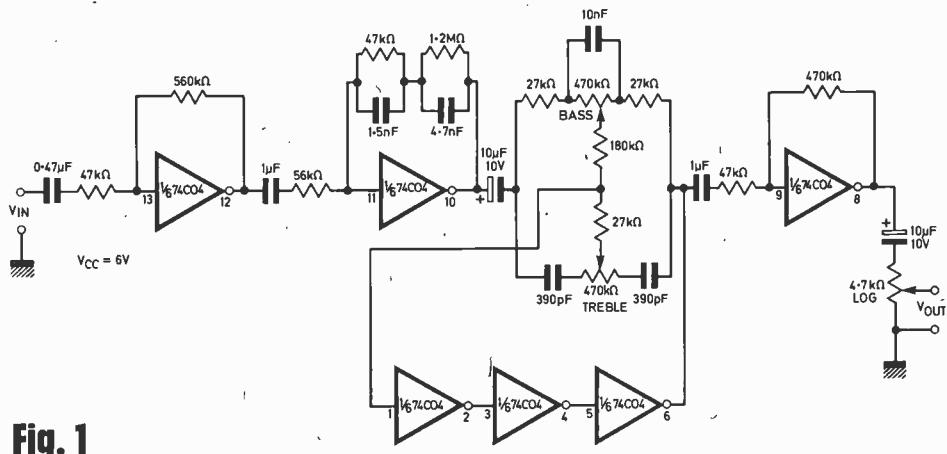 10nF
47kΩ
1·2MΩ
560kΩ
27kΩ
470kΩ
27kΩ
470kΩ
BASS
1·5nF
4·7nF
10μF
10V
180kΩ
0·47μF
47kΩ
1/6 74C04
1μF
56kΩ
1/6 74C04
1μF
47kΩ
1/6 74C04
13
12
11
10
+
9
8
VIN
27kΩ
+
10μF
10V
VCC = 6V
390pF
470kΩ
390pF
TREBLE
4·7kΩ
LOG
VOUT
1
1/6 74C04
2
3
1/6 74C04
4
5
1/6 74C04
6
Fig. 1